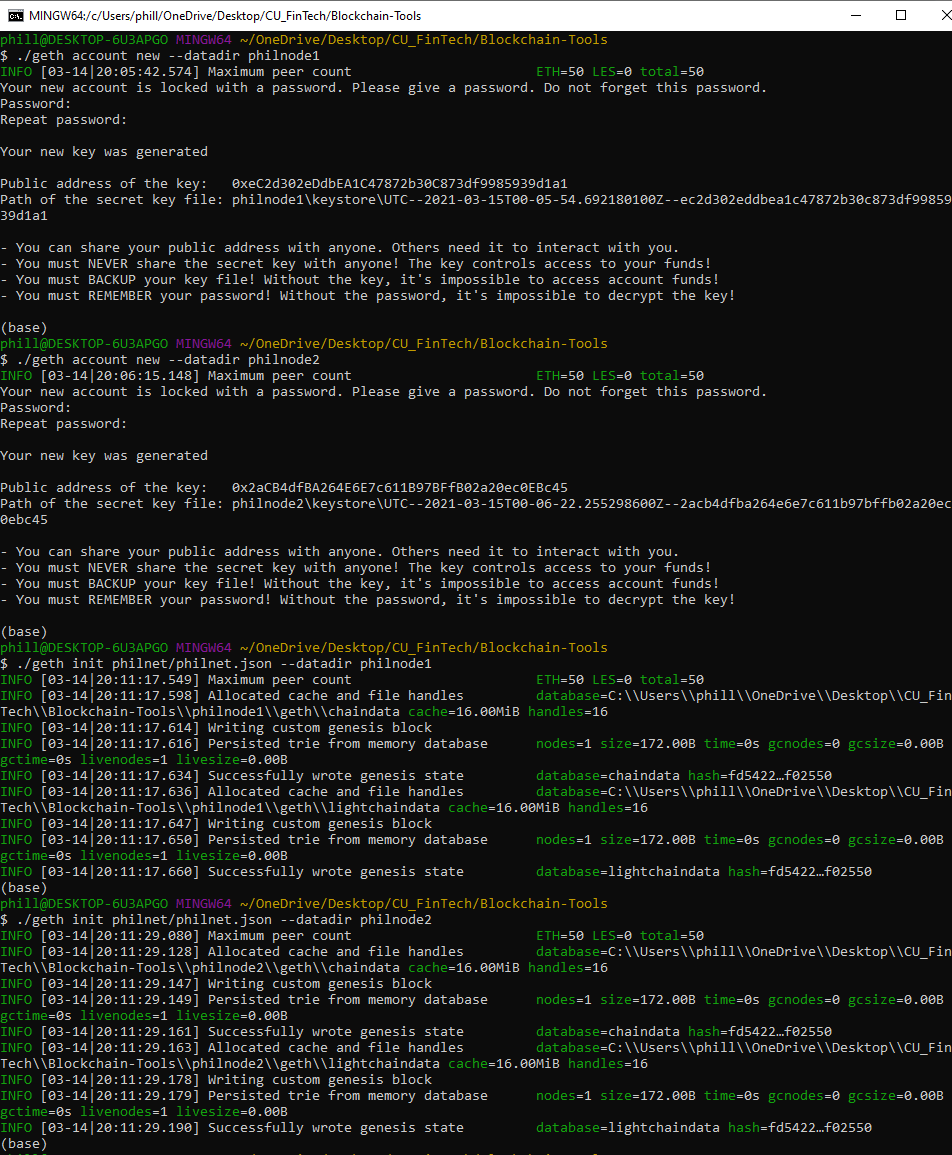 MINGW64:/c/Users/phill/OneDrive/Desktop/CU_FinTech/Blockchain-Tools
phill@DESKTOP-6U3APGO MINGW64 ~/OneDrive/Desktop/CU_FinTech/Blockchain-Tools
$ ./geth account new --datadir philnode1
INFO [03-14|20:05:42.574] Maximum peer count ETH=50 LES=0 total=50
Your new account is locked with a password. Please give a password. Do not forget this password.
Password:
Repeat password:
Your new key was generated
Public address of the key: 0xeC2d302eDdbEA1C47872b30C873df9985939d1a1
Path of the secret key file: philnode1\keystore\UTC--2021-03-15T00-05-54.692180100Z--ec2d302eddbea1c47872b30c873df99859
39d1a1
- You can share your public address with anyone. Others need it to interact with you.
- You must NEVER share the secret key with anyone! The key controls access to your funds!
- You must BACKUP your key file! Without the key, it's impossible to access account funds!
- You must REMEMBER your password! Without the password, it's impossible to decrypt the key!
(base)
phill@DESKTOP-6U3APGO MINGW64 ~/OneDrive/Desktop/CU_FinTech/Blockchain-Tools
$ ./geth account new --datadir philnode2
INFO [03-14|20:06:15.148] Maximum peer count ETH=50 LES=0 total=50
Your new account is locked with a password. Please give a password. Do not forget this password.
Password:
Repeat password:
Your new key was generated
Public address of the key: 0x2aCB4dfBA264E6E7c611B97BFfB02a20ec0EBc45
Path of the secret key file: philnode2\keystore\UTC--2021-03-15T00-06-22.255298600Z--2acb4dfba264e6e7c611b97bffb02a20ec
0ebc45
- You can share your public address with anyone. Others need it to interact with you.
- You must NEVER share the secret key with anyone! The key controls access to your funds!
- You must BACKUP your key file! Without the key, it's impossible to access account funds!
- You must REMEMBER your password! Without the password, it's impossible to decrypt the key!
(base)
phill@DESKTOP-6U3APGO MINGW64 ~/OneDrive/Desktop/CU_FinTech/Blockchain-Tools
$ ./geth init philnet/philnet.json --datadir philnode1
INFO [03-14|20:11:17.549] Maximum peer count ETH=50 LES=0 total=50
INFO [03-14|20:11:17.598] Allocated cache and file handles database=C:\\Users\\phill\\OneDrive\\Desktop\\CU_Fin
Tech\\Blockchain-Tools\\philnode1\\geth\\chaindata cache=16.00MiB handles=16
INFO [03-14|20:11:17.614] Writing custom genesis block
INFO [03-14|20:11:17.616] Persisted trie from memory database nodes=1 size=172.00B time=0s gcnodes=0 gcsize=0.00B
gctime=0s livenodes=1 livesize=0.00B
INFO [03-14|20:11:17.634] Successfully wrote genesis state database=chaindata hash=fd5422…f02550
INFO [03-14|20:11:17.636] Allocated cache and file handles database=C:\\Users\\phill\\OneDrive\\Desktop\\CU_Fin
Tech\\Blockchain-Tools\\philnode1\\geth\\lightchaindata cache=16.00MiB handles=16
INFO [03-14|20:11:17.647] Writing custom genesis block
INFO [03-14|20:11:17.650] Persisted trie from memory database nodes=1 size=172.00B time=0s gcnodes=0 gcsize=0.00B
gctime=0s livenodes=1 livesize=0.00B
INFO [03-14|20:11:17.660] Successfully wrote genesis state database=lightchaindata hash=fd5422…f02550
(base)
phill@DESKTOP-6U3APGO MINGW64 ~/OneDrive/Desktop/CU_FinTech/Blockchain-Tools
$ ./geth init philnet/philnet.json --datadir philnode2
INFO [03-14|20:11:29.080] Maximum peer count ETH=50 LES=0 total=50
INFO [03-14|20:11:29.128] Allocated cache and file handles database=C:\\Users\\phill\\OneDrive\\Desktop\\CU_Fin
Tech\\Blockchain-Tools\\philnode2\\geth\\chaindata cache=16.00MiB handles=16
INFO [03-14|20:11:29.147] Writing custom genesis block
INFO [03-14|20:11:29.149] Persisted trie from memory database nodes=1 size=172.00B time=0s gcnodes=0 gcsize=0.00B
gctime=0s livenodes=1 livesize=0.00B
INFO [03-14|20:11:29.161] Successfully wrote genesis state database=chaindata hash=fd5422…f02550
INFO [03-14|20:11:29.163] Allocated cache and file handles database=C:\\Users\\phill\\OneDrive\\Desktop\\CU_Fin
Tech\\Blockchain-Tools\\philnode2\\geth\\lightchaindata cache=16.00MiB handles=16
INFO [03-14|20:11:29.178] Writing custom genesis block
INFO [03-14|20:11:29.179] Persisted trie from memory database nodes=1 size=172.00B time=0s gcnodes=0 gcsize=0.00B
gctime=0s livenodes=1 livesize=0.00B
INFO [03-14|20:11:29.190] Successfully wrote genesis state database=lightchaindata hash=fd5422…f02550
(base)